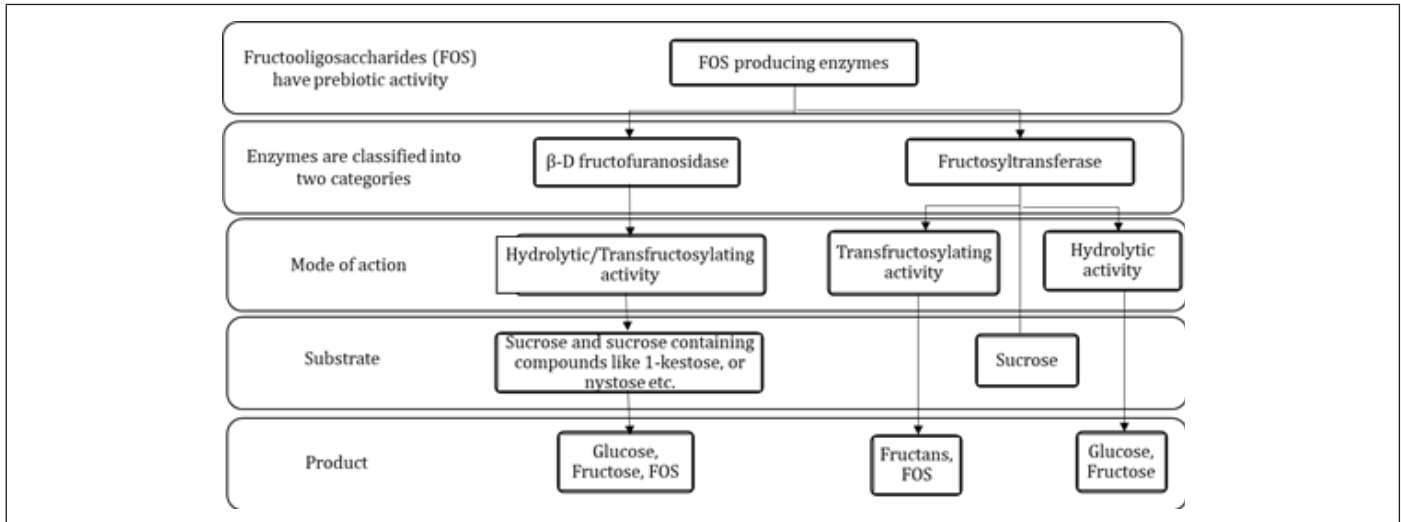 Fructooligosaccharides (FOS)
have prebiotic activity
FOS producing enzymes
Enzymes are classified into
two categories
β-D fructofuranosidase
Fructosyltransferase
Mode of action
Hydrolytic/Transfructosylating
activity
Transfructosylating
activity
Hydrolytic
activity
Substrate
Sucrose and sucrose containing
compounds like 1-kestose, or
nystose etc.
Sucrose
Product
Glucose,
Fructose, FOS
Fructans,
FOS
Glucose,
Fructose